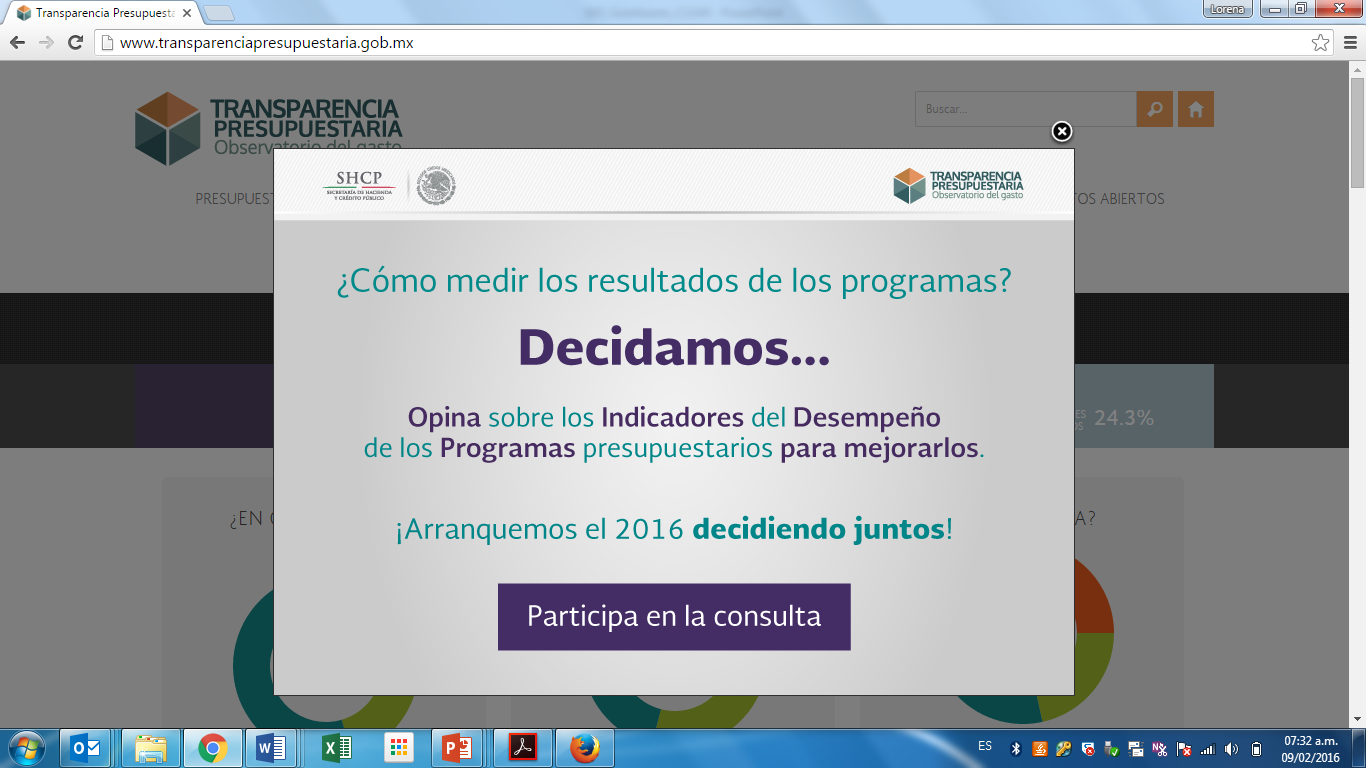 Transparencia Presupuesta
Lorena
www.transparenciapresupuestaria.gob.mx
TRANSPARENCIA
PRESUPUESTARIA
Observatorio del gasto
Buscar...
PRESUPUEST
TOS ABIERTOS
SHCP
SECRETARÍA DE HACIENDA
Y CRÉDITO PÚBLICO
TRANSPARENCIA
PRESUPUESTARIA
Observatorio del gasto
¿Cómo medir los resultados de los programas?
Decidamos...
Opina sobre los Indicadores del Desempeño
de los Programas presupuestarios para mejorarlos.
¡Arranquemos el 2016 decidiendo juntos!
Participa en la consulta
24.3%
¿EN
A?
ES
07:32 a.m.
09/02/2016